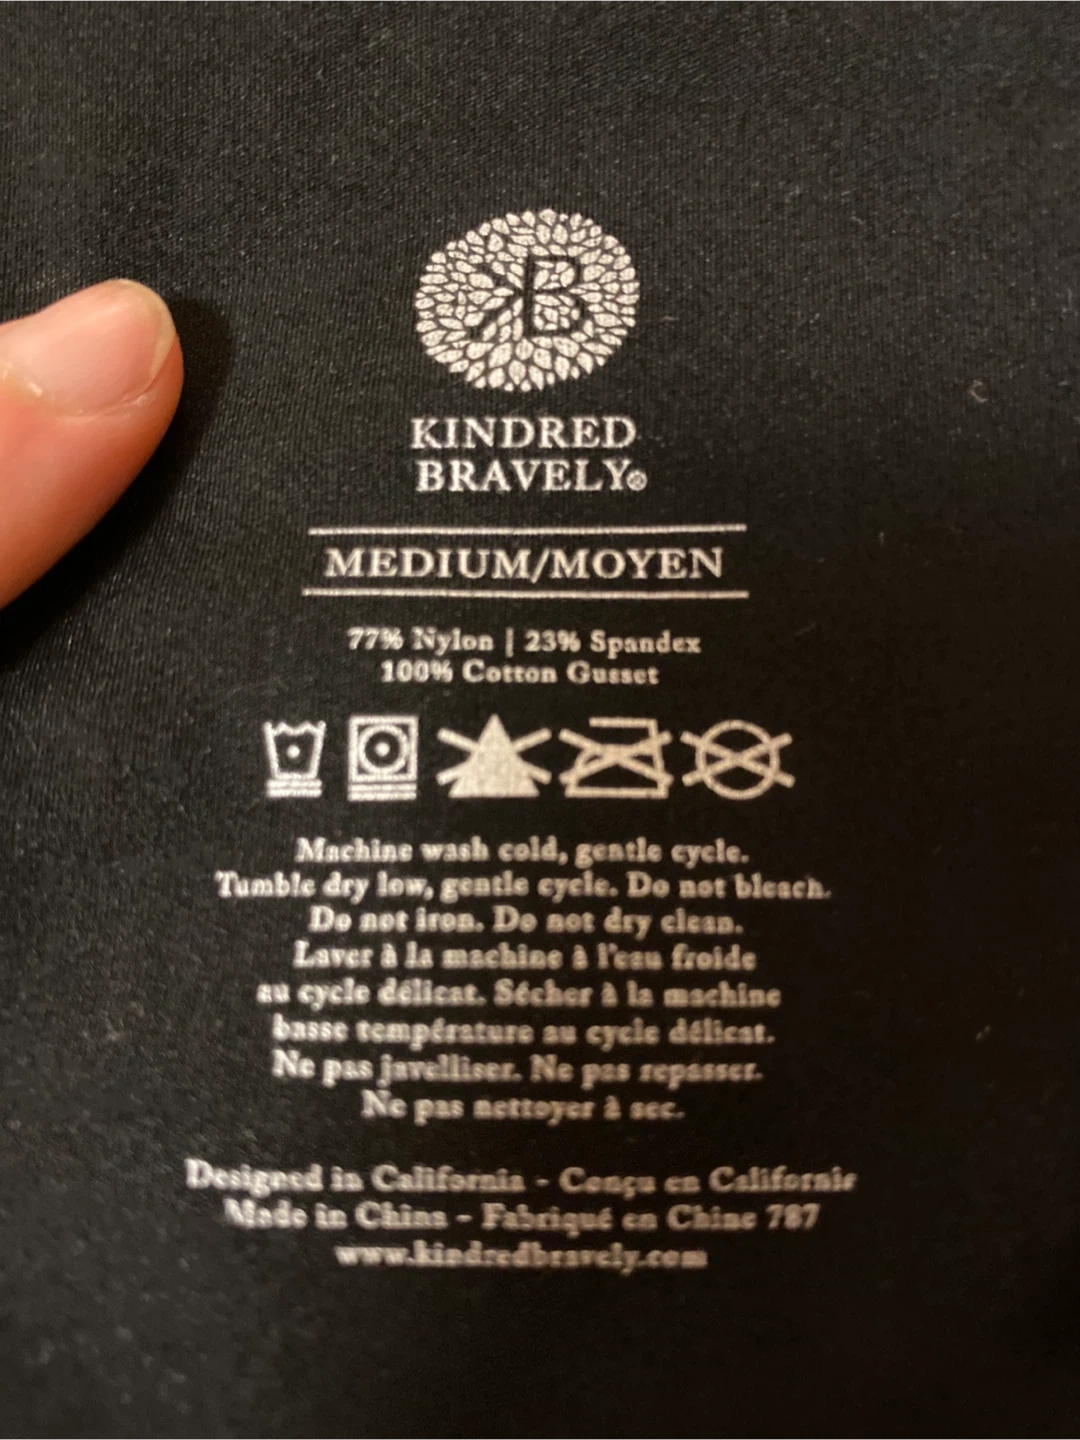 KB
KINDRED
BRAVELY®
MEDIUM/MOYEN
77% Nylon | 23% Spandex
100% Cotton Gusset
Machine wash cold, gentle cycle.
Tumble dry low, gentle cycle. Do not bleach.
Do not iron. Do not dry clean.
Laver à la machine à l'eau froide
au cycle délicat. Sécher à la machine
basse température au cycle délicat.
Ne pas javelliser. Ne pas repasser.
Ne pas nettoyer à sec.
Designed in California - Conçu en Californie
Made in China - Fabriqué en Chine 787
www.kindredbravely.com